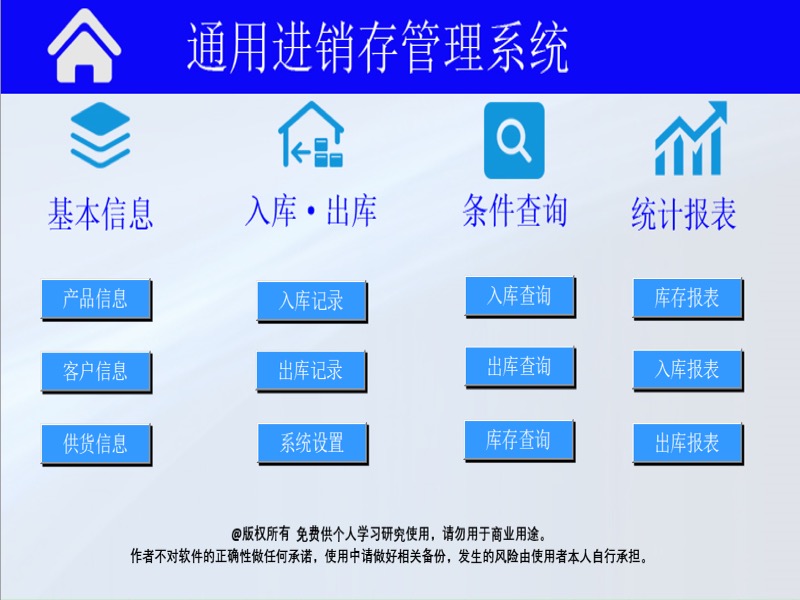 通用进销存管理系统
基本信息
入库·出库
条件查询
统计报表
产品信息
入库记录
入库查询
库存报表
客户信息
出库记录
出库查询
入库报表
供货信息
系统设置
库存查询
出库报表
@版权所有 免费供个人学习研究使用，请勿用于商业用途。
作者不对软件的正确性做任何承诺，使用中请做好相关备份，发生的风险由使用者本人自行承担。